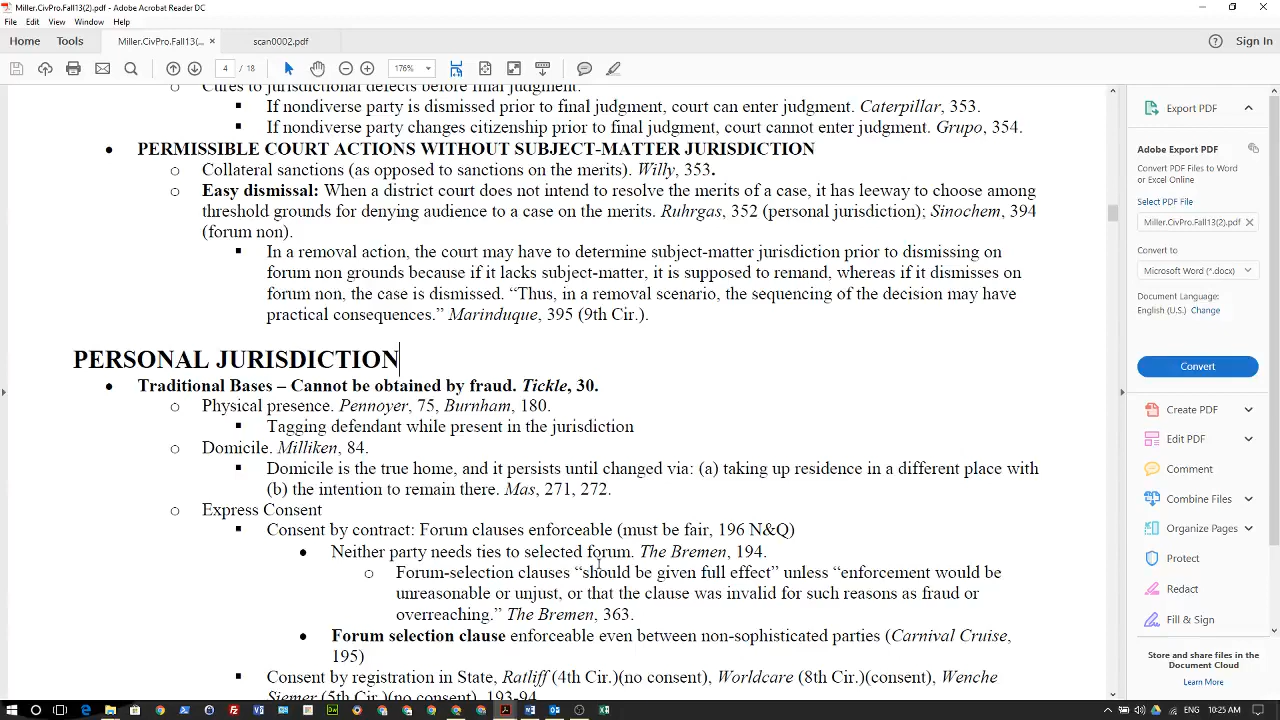 Miller.CivPro.Fall13(2).pdf - Adobe Acrobat Reader DC
File Edit View Window Help
Home Tools Miller.CivPro.Fall13(2.... × scan0002.pdf
Sign In
4 / 18 176%
Cures to jurisdictional defects before final judgment.
▪ If nondiverse party is dismissed prior to final judgment, court can enter judgment. Caterpillar, 353.
▪ If nondiverse party changes citizenship prior to final judgment, court cannot enter judgment. Grupo, 354.
• PERMISSIBLE COURT ACTIONS WITHOUT SUBJECT-MATTER JURISDICTION
○ Collateral sanctions (as opposed to sanctions on the merits). Willy, 353.
○ Easy dismissal: When a district court does not intend to resolve the merits of a case, it has leeway to choose among
threshold grounds for denying audience to a case on the merits. Ruhrgas, 352 (personal jurisdiction); Sinochem, 394
(forum non).
▪ In a removal action, the court may have to determine subject-matter jurisdiction prior to dismissing on
forum non grounds because if it lacks subject-matter, it is supposed to remand, whereas if it dismisses on
forum non, the case is dismissed. “Thus, in a removal scenario, the sequencing of the decision may have
practical consequences.” Marinduque, 395 (9th Cir.).
PERSONAL JURISDICTION
• Traditional Bases – Cannot be obtained by fraud. Tickle, 30.
○ Physical presence. Pennoyer, 75, Burnham, 180.
▪ Tagging defendant while present in the jurisdiction
○ Domicile. Milliken, 84.
▪ Domicile is the true home, and it persists until changed via: (a) taking up residence in a different place with
(b) the intention to remain there. Mas, 271, 272.
○ Express Consent
▪ Consent by contract: Forum clauses enforceable (must be fair, 196 N&Q)
• Neither party needs ties to selected forum. The Bremen, 194.
○ Forum-selection clauses “should be given full effect” unless “enforcement would be
unreasonable or unjust, or that the clause was invalid for such reasons as fraud or
overreaching.” The Bremen, 363.
• Forum selection clause enforceable even between non-sophisticated parties (Carnival Cruise,
195)
▪ Consent by registration in State, Ratliff (4th Cir.)(no consent), Worldcare (8th Cir.)(consent), Wenche
Siemer (5th Cir.)(no consent), 193-94
Export PDF
Adobe Export PDF
Convert PDF Files to Word
or Excel Online
Select PDF File
Miller.CivPro.Fall13(2).pdf ×
Convert to
Microsoft Word (*.docx)
Document Language:
English (U.S.) Change
Convert
Create PDF
Edit PDF
Comment
Combine Files
Organize Pages
Protect
Redact
Fill & Sign
Store and share files in the
Document Cloud
Learn More
ENG 10:25 AM